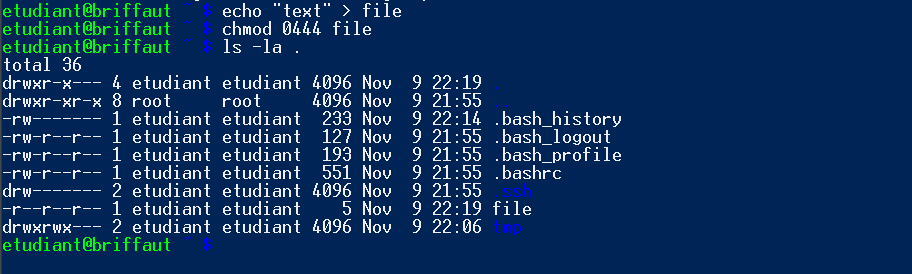 etudiant@briffaut ~ $ echo "text" > file
etudiant@briffaut ~ $ chmod 0444 file
etudiant@briffaut ~ $ ls -la .
total 36
drwxr-x--- 4 etudiant etudiant 4096 Nov  9 22:19 .
drwxr-xr-x 8 root     root     4096 Nov  9 21:55 ..
-rw------- 1 etudiant etudiant  233 Nov  9 22:14 .bash_history
-rw-r--r-- 1 etudiant etudiant  127 Nov  9 21:55 .bash_logout
-rw-r--r-- 1 etudiant etudiant  193 Nov  9 21:55 .bash_profile
-rw-r--r-- 1 etudiant etudiant  551 Nov  9 21:55 .bashrc
drw------- 2 etudiant etudiant 4096 Nov  9 21:55 .ssh
-r--r--r-- 1 etudiant etudiant    5 Nov  9 22:19 file
drwxrwx--- 2 etudiant etudiant 4096 Nov  9 22:06 tmp
etudiant@briffaut ~ $